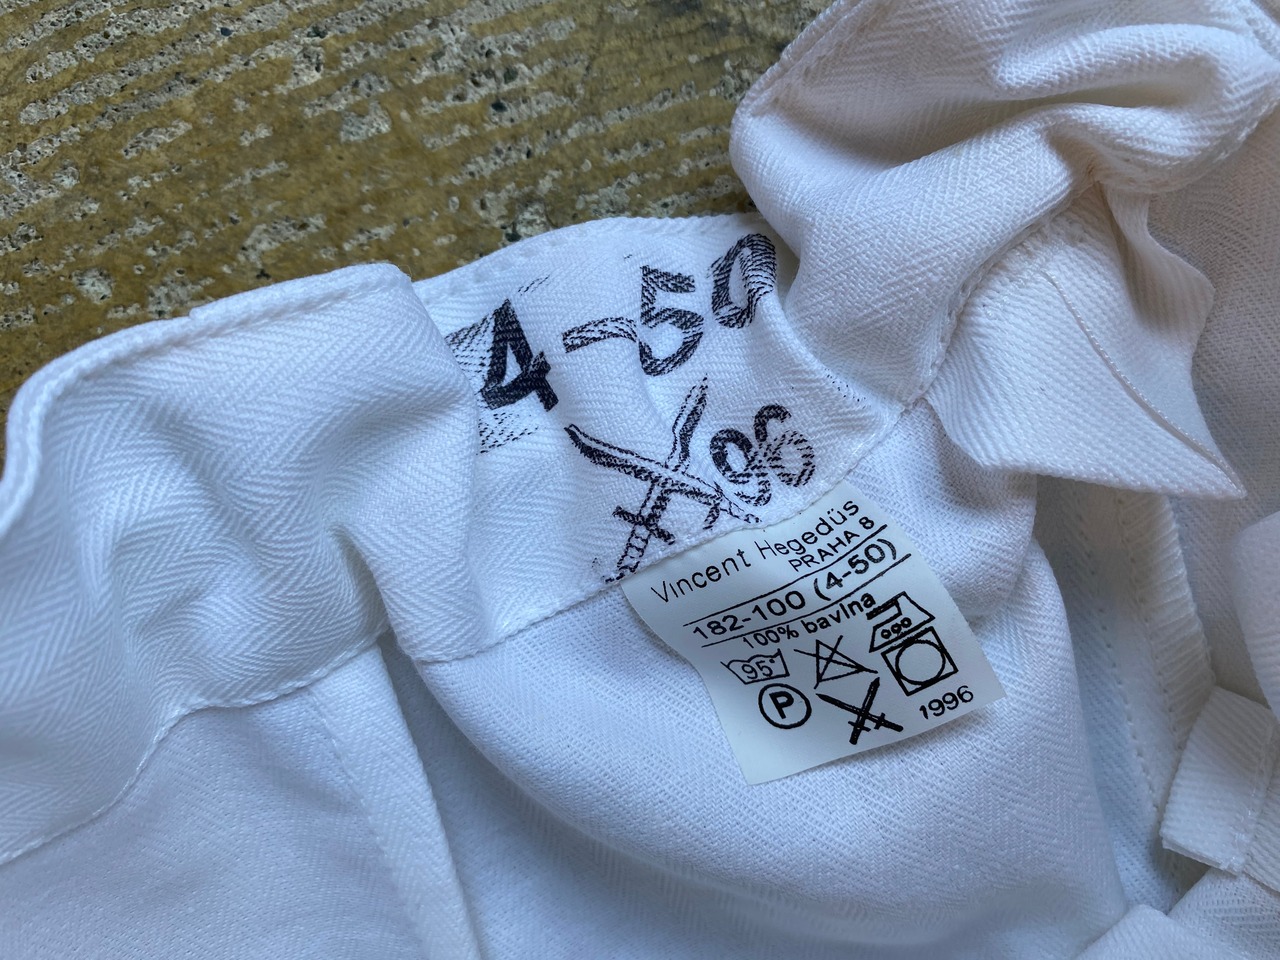 4-50
96
Vincent Hegedüs
PRAHA 8
182-100 (4-50)
100% bavlna
95°
P
1996